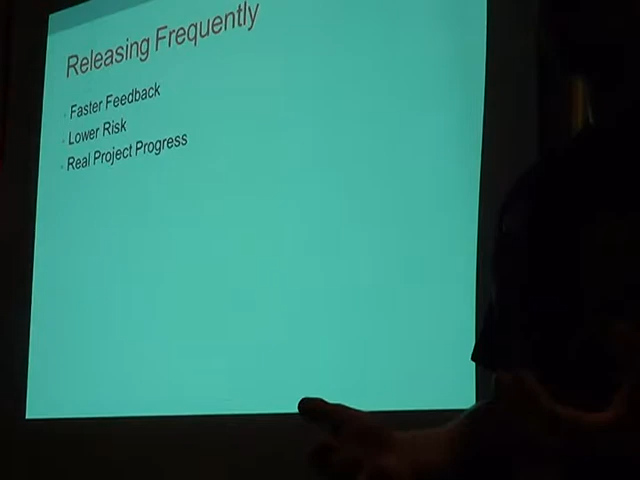 Releasing Frequently
Faster Feedback
Lower Risk
Real Project Progress